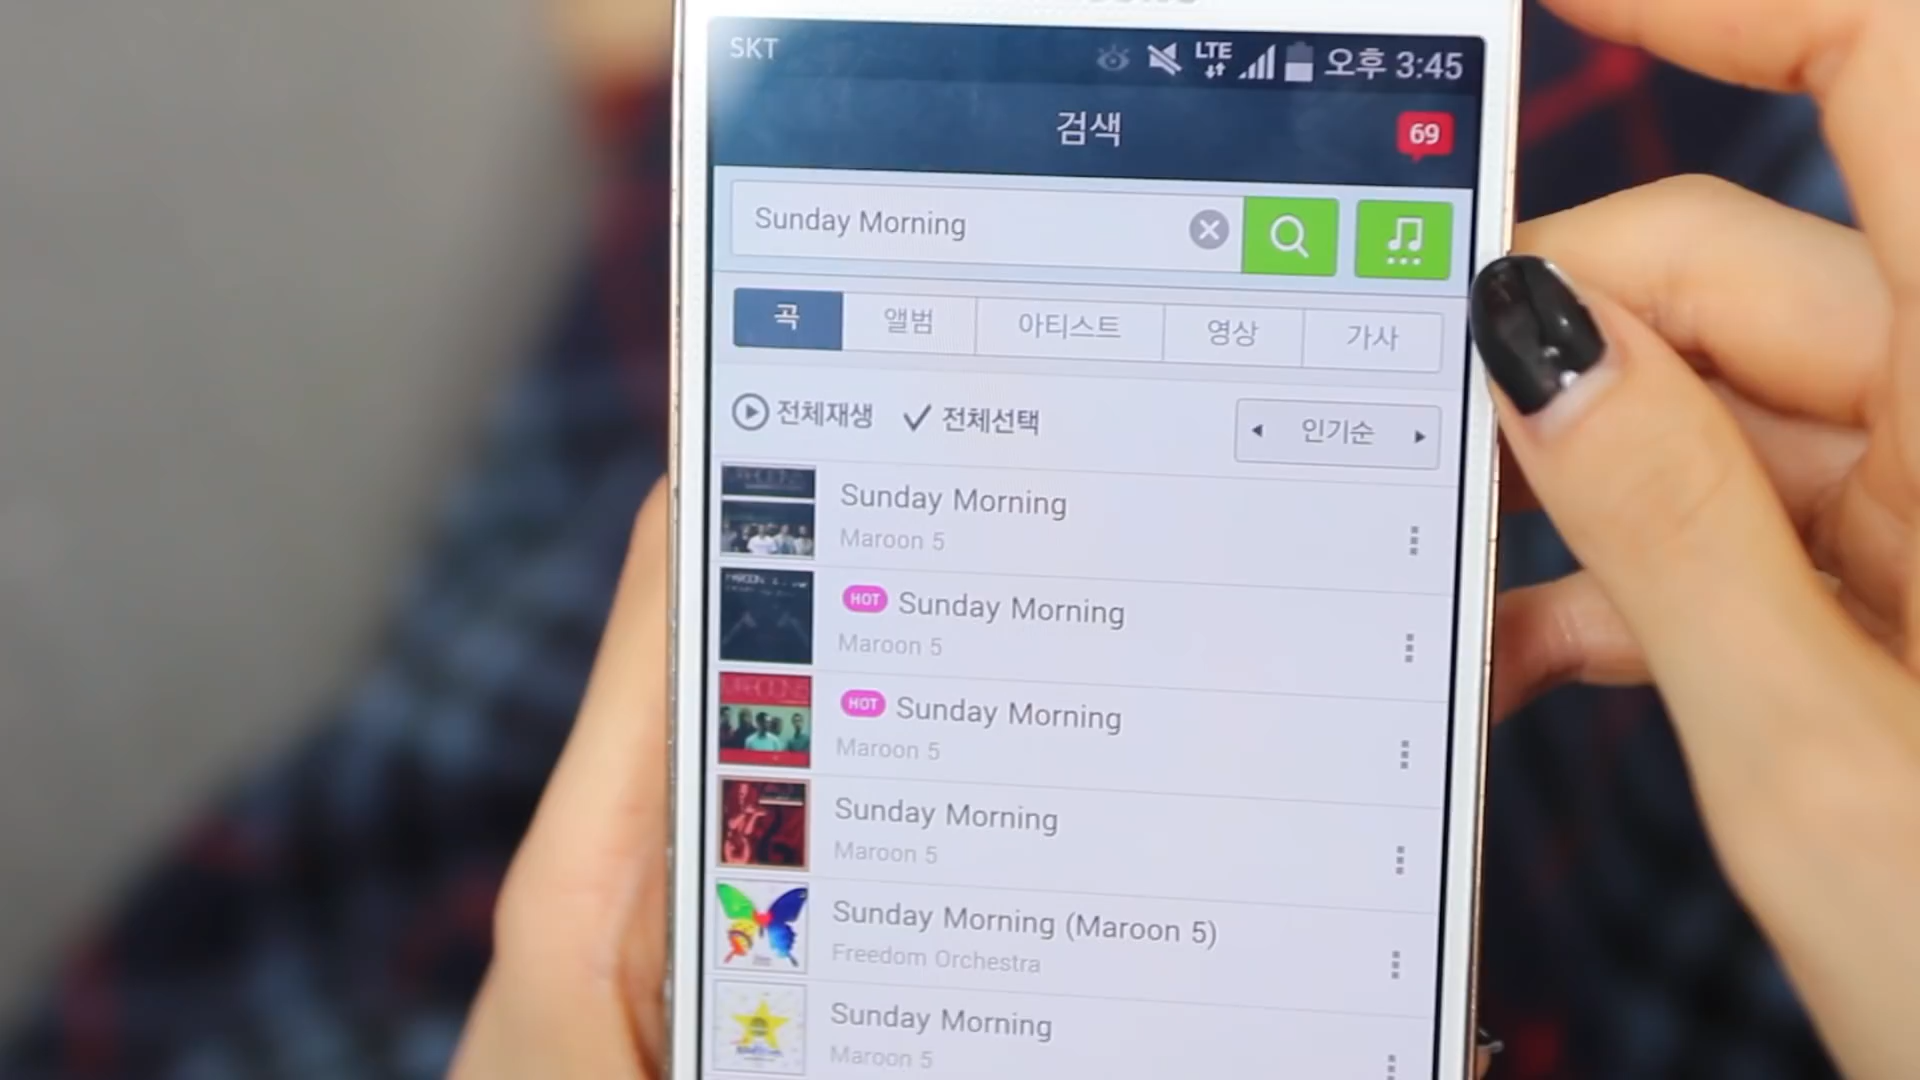 SKT LTE 오후 3:45
검색 69
Sunday Morning
곡 앨범 아티스트 영상 가사
전체재생 전체선택 인기순
Sunday Morning
Maroon 5
HOT Sunday Morning
Maroon 5
HOT Sunday Morning
Maroon 5
Sunday Morning
Maroon 5
Sunday Morning (Maroon 5)
Freedom Orchestra
Sunday Morning
Maroon 5